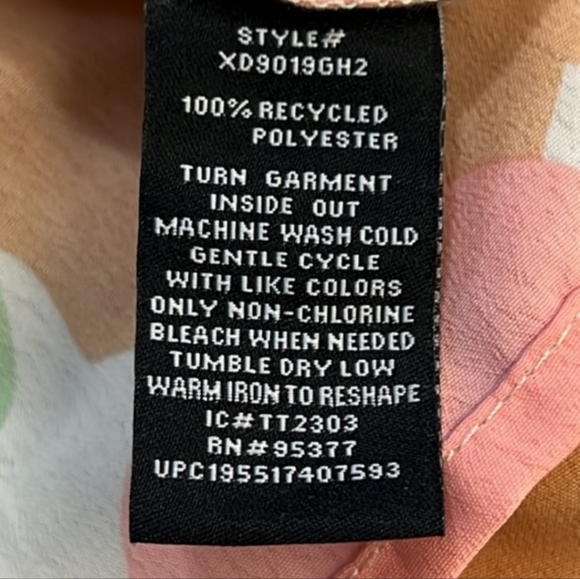 STYLE#
XD9019GH2
100% RECYCLED
POLYESTER
TURN GARMENT
INSIDE OUT
MACHINE WASH COLD
GENTLE CYCLE
WITH LIKE COLORS
ONLY NON-CHLORINE
BLEACH WHEN NEEDED
TUMBLE DRY LOW
WARM IRON TO RESHAPE
IC#TT2303
RN#95377
UPC195517407593